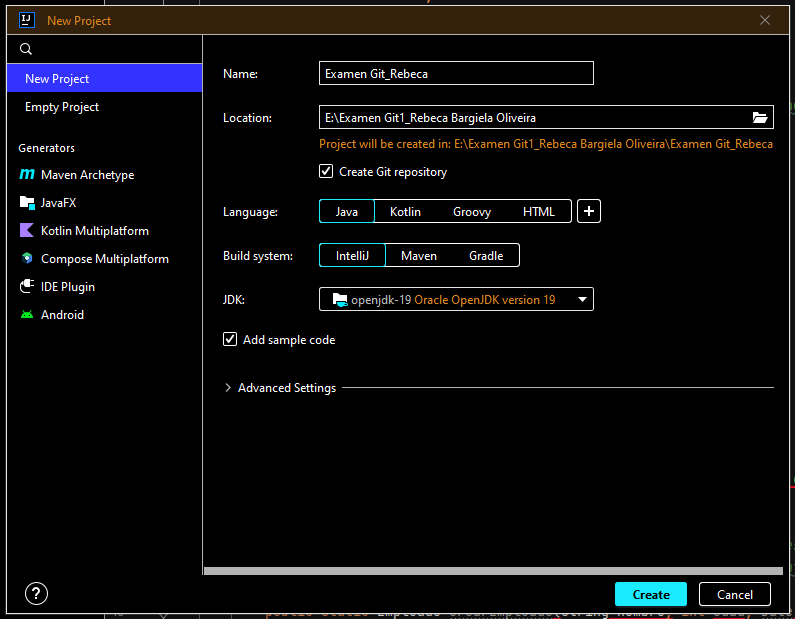 New Project
New Project
Empty Project
Generators
Maven Archetype
JavaFX
Kotlin Multiplatform
Compose Multiplatform
IDE Plugin
Android
Name: Examen Git_Rebeca
Location: E:\Examen Git1_Rebeca Bargiela Oliveira
Project will be created in: E:\Examen Git1_Rebeca Bargiela Oliveira\Examen Git_Rebeca
Create Git repository
Language: Java Kotlin Groovy HTML +
Build system: IntelliJ Maven Gradle
JDK: openjdk-19 Oracle OpenJDK version 19
Add sample code
Advanced Settings
? Create Cancel